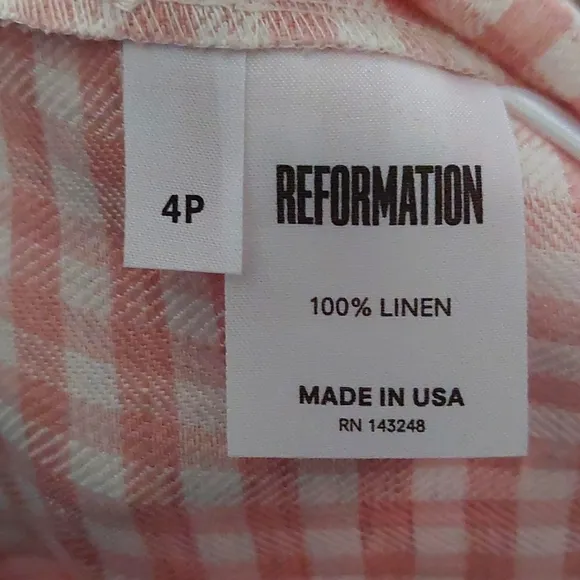 4P
REFORMATION
100% LINEN
MADE IN USA
RN 143248